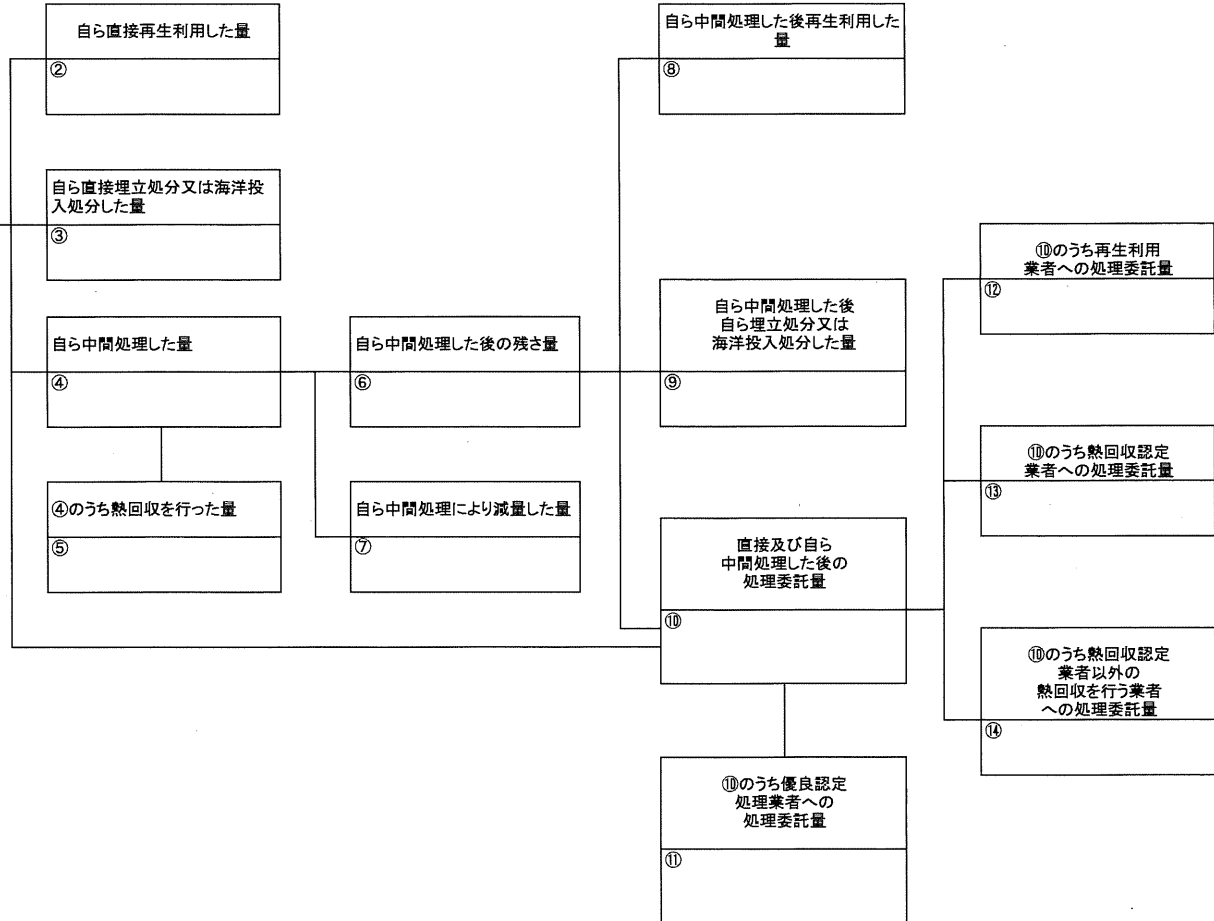 自ら直接再生利用した量
②
自ら直接埋立処分又は海洋投
入処分した量
③
自ら中間処理した量
④
④のうち熱回収を行った量
⑤
自ら中間処理した後の残さ量
⑥
自ら中間処理により減量した量
⑦
自ら中間処理した後再生利用した
量
⑧
自ら中間処理した後
自ら埋立処分又は
海洋投入処分した量
⑨
直接及び自ら
中間処理した後の
処理委託量
⑩
⑩のうち優良認定
処理業者への
処理委託量
⑪
⑩のうち再生利用
業者への処理委託量
⑫
⑩のうち熱回収認定
業者への処理委託量
⑬
⑩のうち熱回収認定
業者以外の
熱回収を行う業者
への処理委託量
⑭